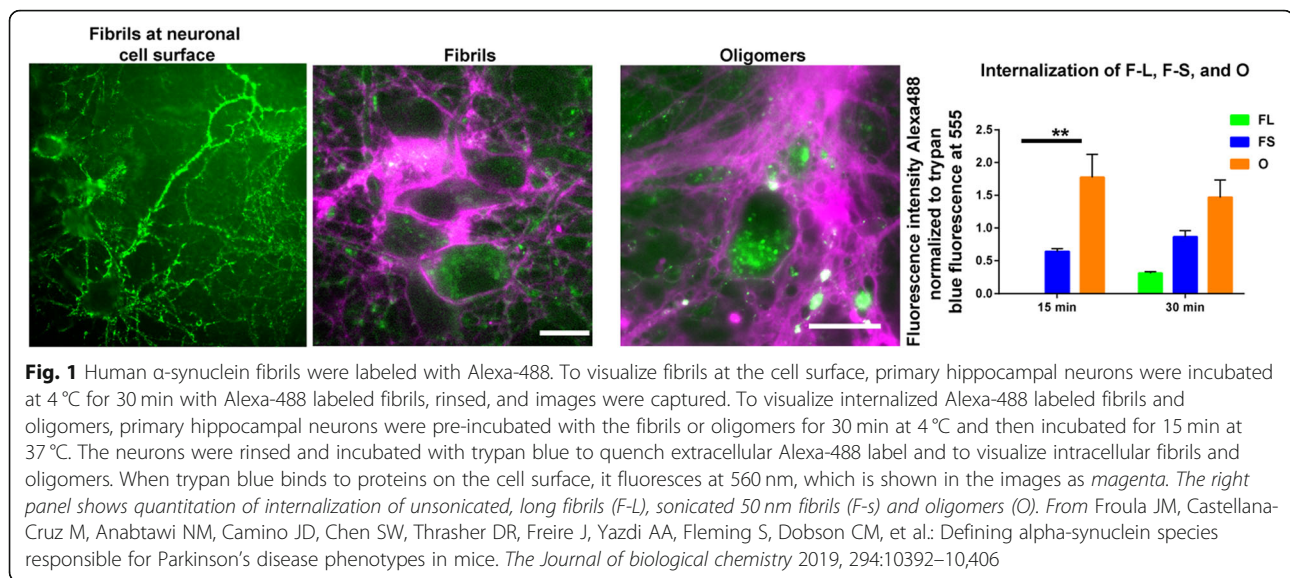 Fibrils at neuronal
cell surface
Fibrils
Oligomers
Internalization of F-L, F-S, and O
Fluorescence intensity Alexa488
normalized to trypan
blue fluorescence at 555
2.5
2.0
1.5
1.0
0.5
0.0
**
FL
FS
O
15 min
30 min
Fig. 1 Human α-synuclein fibrils were labeled with Alexa-488. To visualize fibrils at the cell surface, primary hippocampal neurons were incubated
at 4 °C for 30 min with Alexa-488 labeled fibrils, rinsed, and images were captured. To visualize internalized Alexa-488 labeled fibrils and
oligomers, primary hippocampal neurons were pre-incubated with the fibrils or oligomers for 30 min at 4 °C and then incubated for 15 min at
37 °C. The neurons were rinsed and incubated with trypan blue to quench extracellular Alexa-488 label and to visualize intracellular fibrils and
oligomers. When trypan blue binds to proteins on the cell surface, it fluoresces at 560 nm, which is shown in the images as magenta. The right
panel shows quantitation of internalization of unsonicated, long fibrils (F-L), sonicated 50 nm fibrils (F-s) and oligomers (O). From Froula JM, Castellana-
Cruz M, Anabtawi NM, Camino JD, Chen SW, Thrasher DR, Freire J, Yazdi AA, Fleming S, Dobson CM, et al.: Defining alpha-synuclein species
responsible for Parkinson's disease phenotypes in mice. The Journal of biological chemistry 2019, 294:10392–10,406